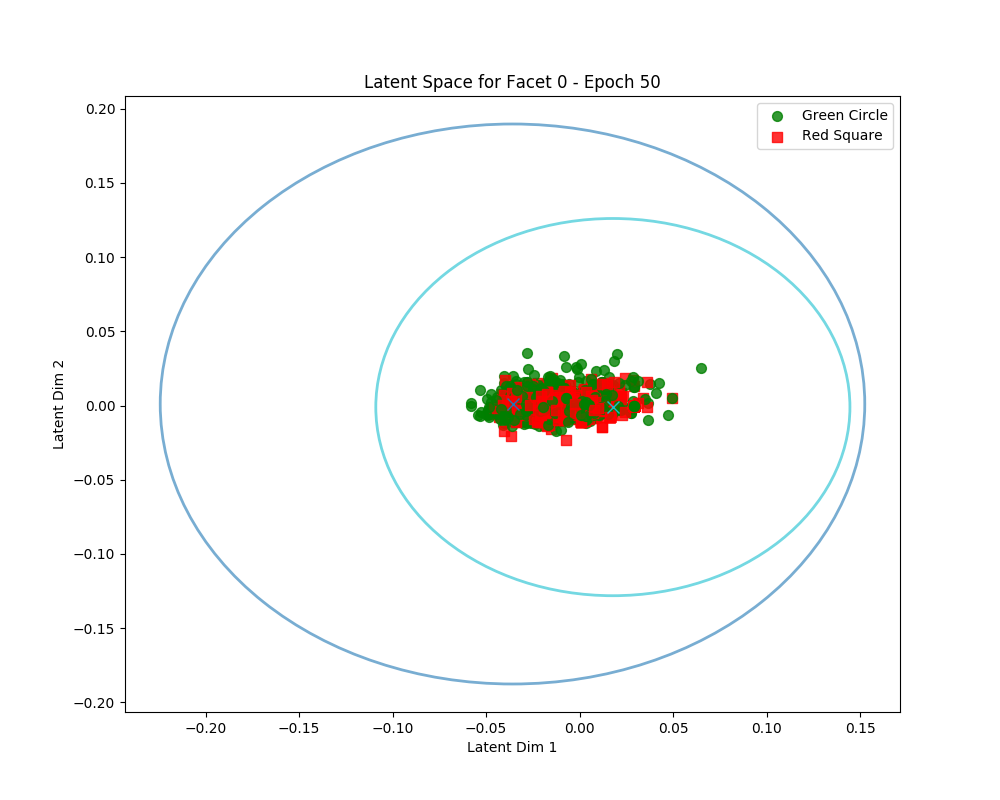 Latent Space for Facet 0 - Epoch 50
Green Circle
Red Square
0.20
0.15
0.10
0.05
0.00
−0.05
−0.10
−0.15
−0.20
Latent Dim 2
−0.20 −0.15 −0.10 −0.05 0.00 0.05 0.10 0.15
Latent Dim 1